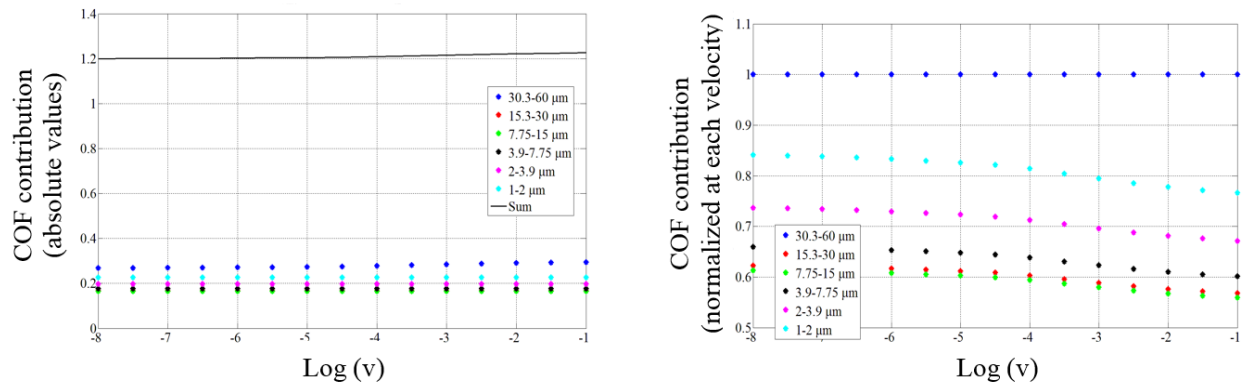 COF contribution
(absolute values)
1.4
1.2
1
0.8
0.6
0.4
0.2
0
30.3-60 μm
15.3-30 μm
7.75-15 μm
3.9-7.75 μm
2-3.9 μm
1-2 μm
Sum
-8 -7 -6 -5 -4 -3 -2 -1
Log (v)
COF contribution
(normalized at each velocity)
1.1
1
0.9
0.8
0.7
0.6
0.5
30.3-60 μm
15.3-30 μm
7.75-15 μm
3.9-7.75 μm
2-3.9 μm
1-2 μm
-8 -7 -6 -5 -4 -3 -2 -1
Log (v)